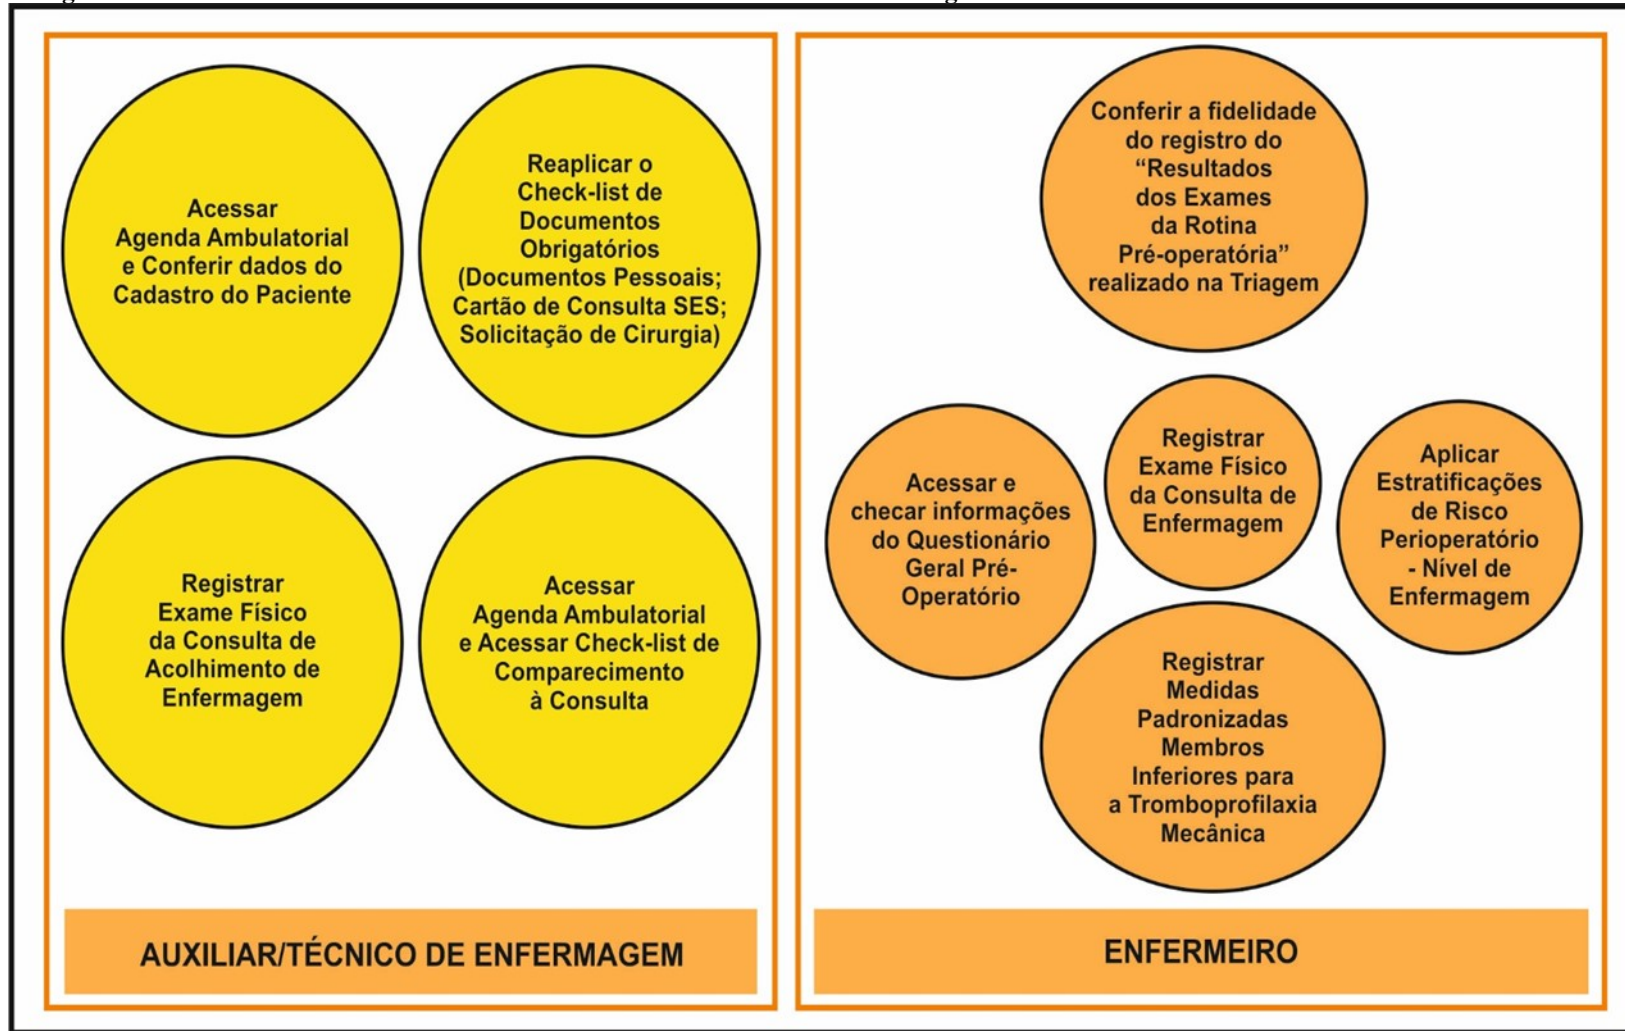 Acessar
Agenda Ambulatorial
e Conferir dados do
Cadastro do Paciente
Reaplicar o
Check-list de
Documentos
Obrigatórios
(Documentos Pessoais;
Cartão de Consulta SES;
Solicitação de Cirurgia)
Registrar
Exame Físico
da Consulta de
Acolhimento de
Enfermagem
Acessar
Agenda Ambulatorial
e Acessar Check-list de
Comparecimento
à Consulta
AUXILIAR/TÉCNICO DE ENFERMAGEM
Conferir a fidelidade
do registro do
“Resultados
dos Exames
da Rotina
Pré-operatória”
realizado na Triagem
Acessar e
checar informações
do Questionário
Geral Pré-
Operatório
Registrar
Exame Físico
da Consulta de
Enfermagem
Aplicar
Estratificações
de Risco
Perioperatório
- Nível de
Enfermagem
Registrar
Medidas
Padronizadas
Membros
Inferiores para
a Tromboprofilaxia
Mecânica
ENFERMEIRO